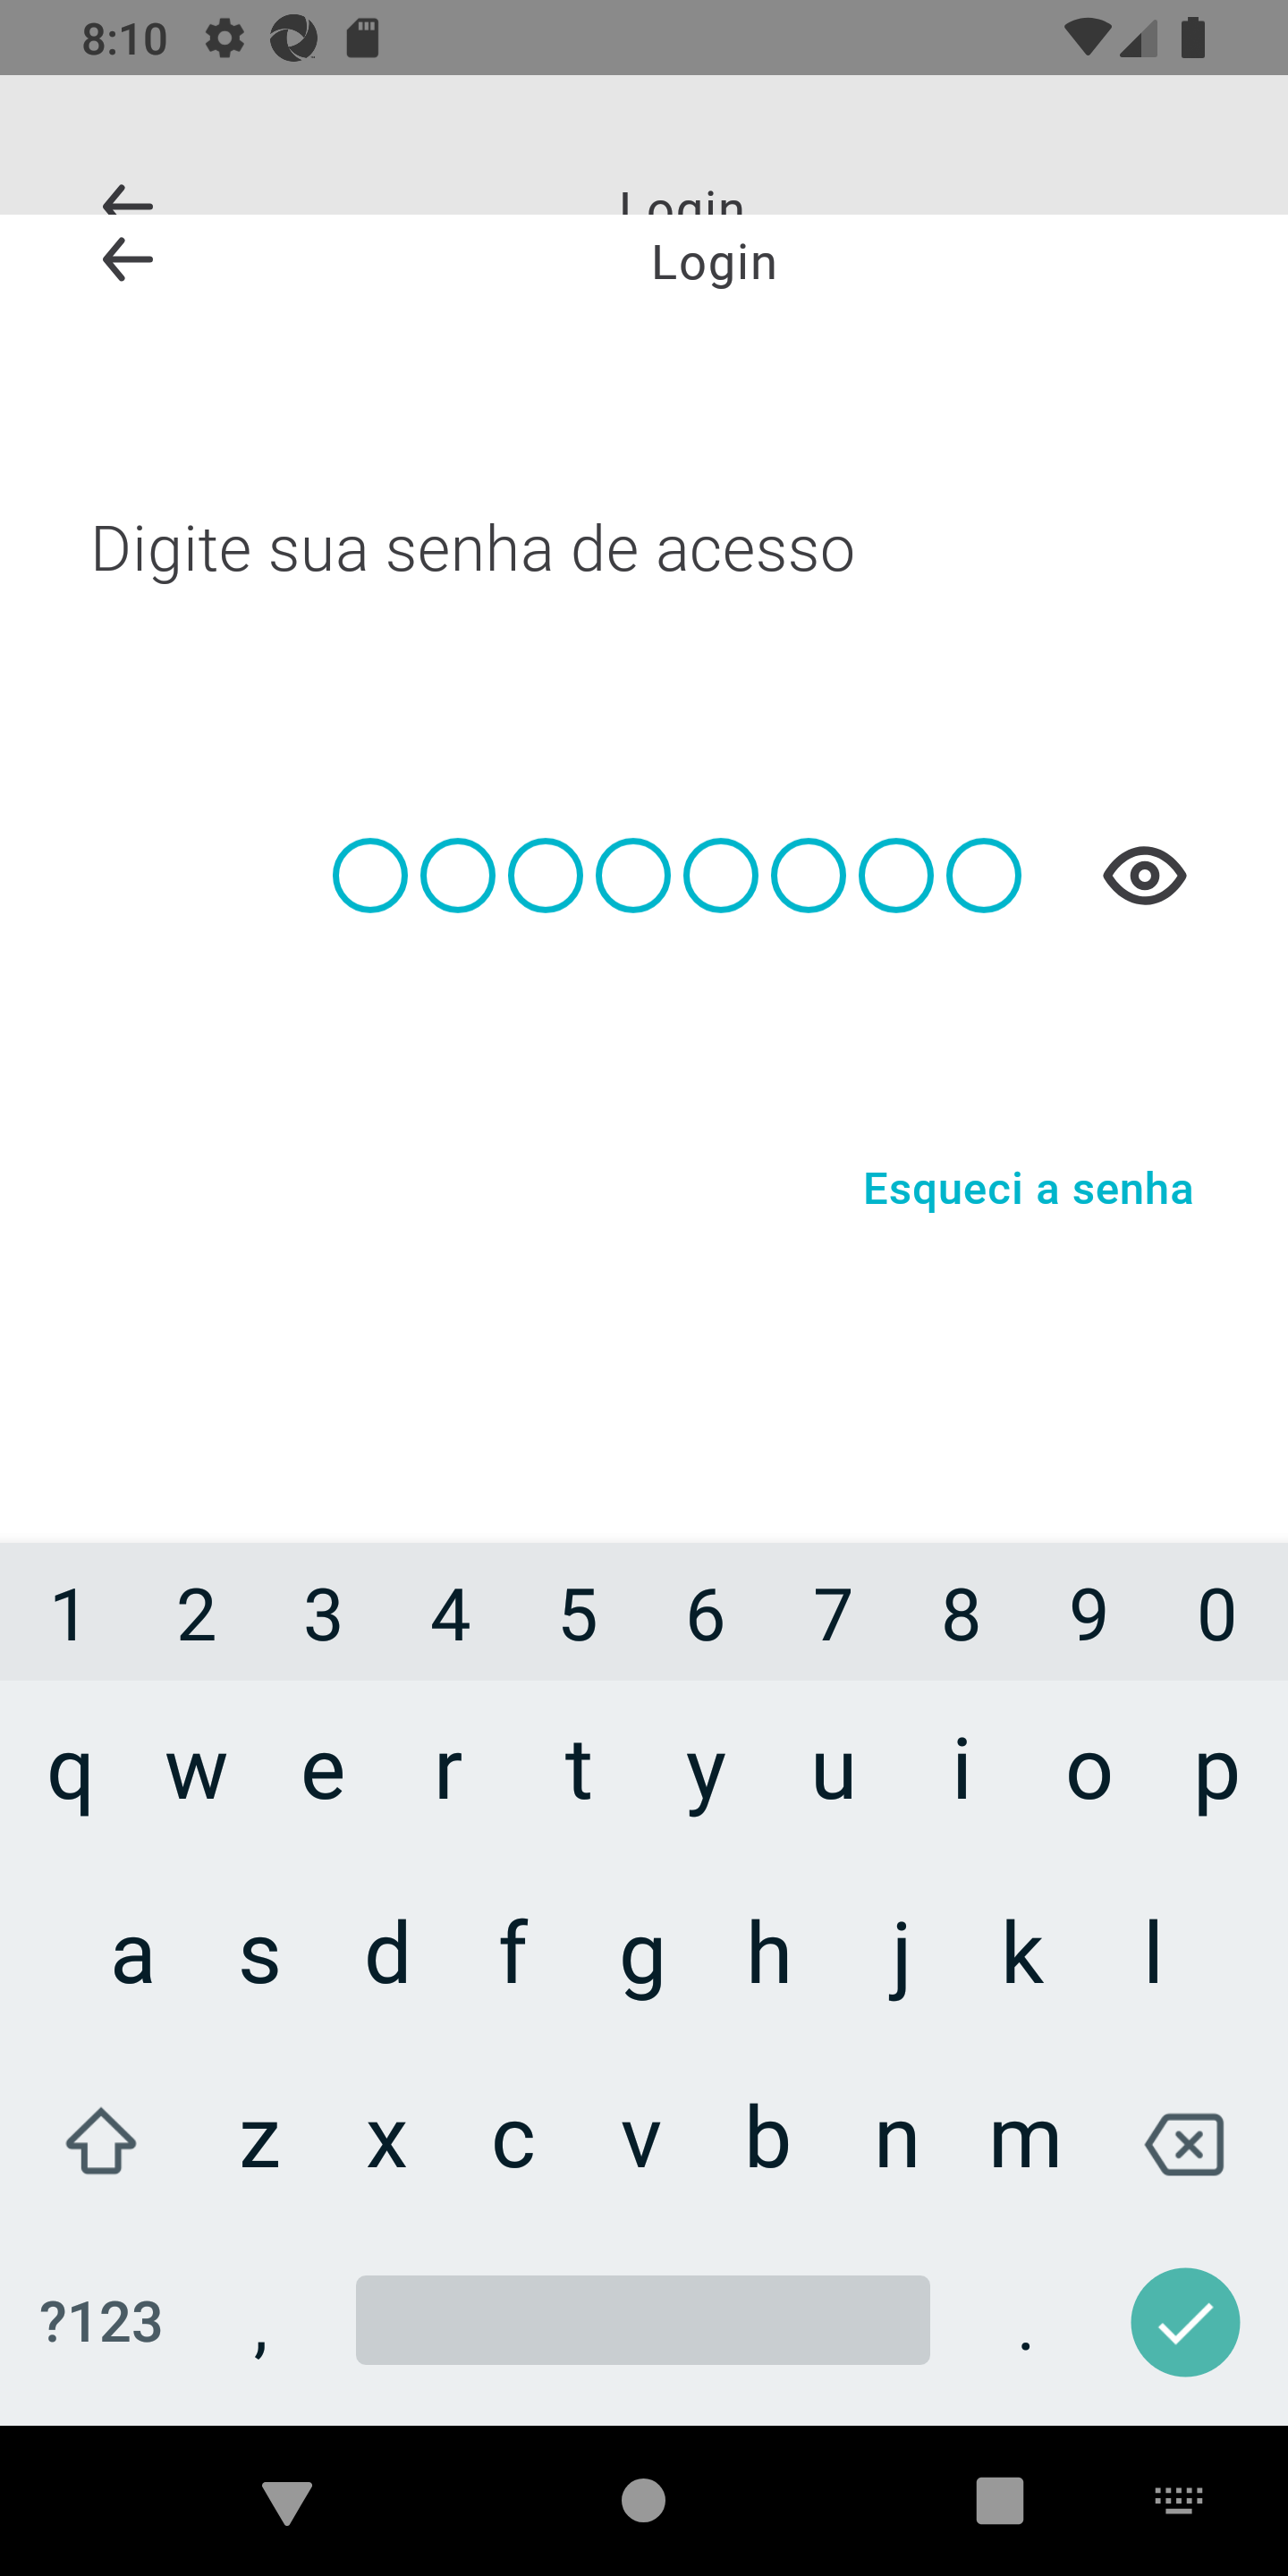 8:10
Login
Login
Digite sua senha de acesso
Esqueci a senha
1 2 3 4 5 6 7 8 9 0
q w e r t y u i o p
a s d f g h j k l
z x c v b n m
?123 , .